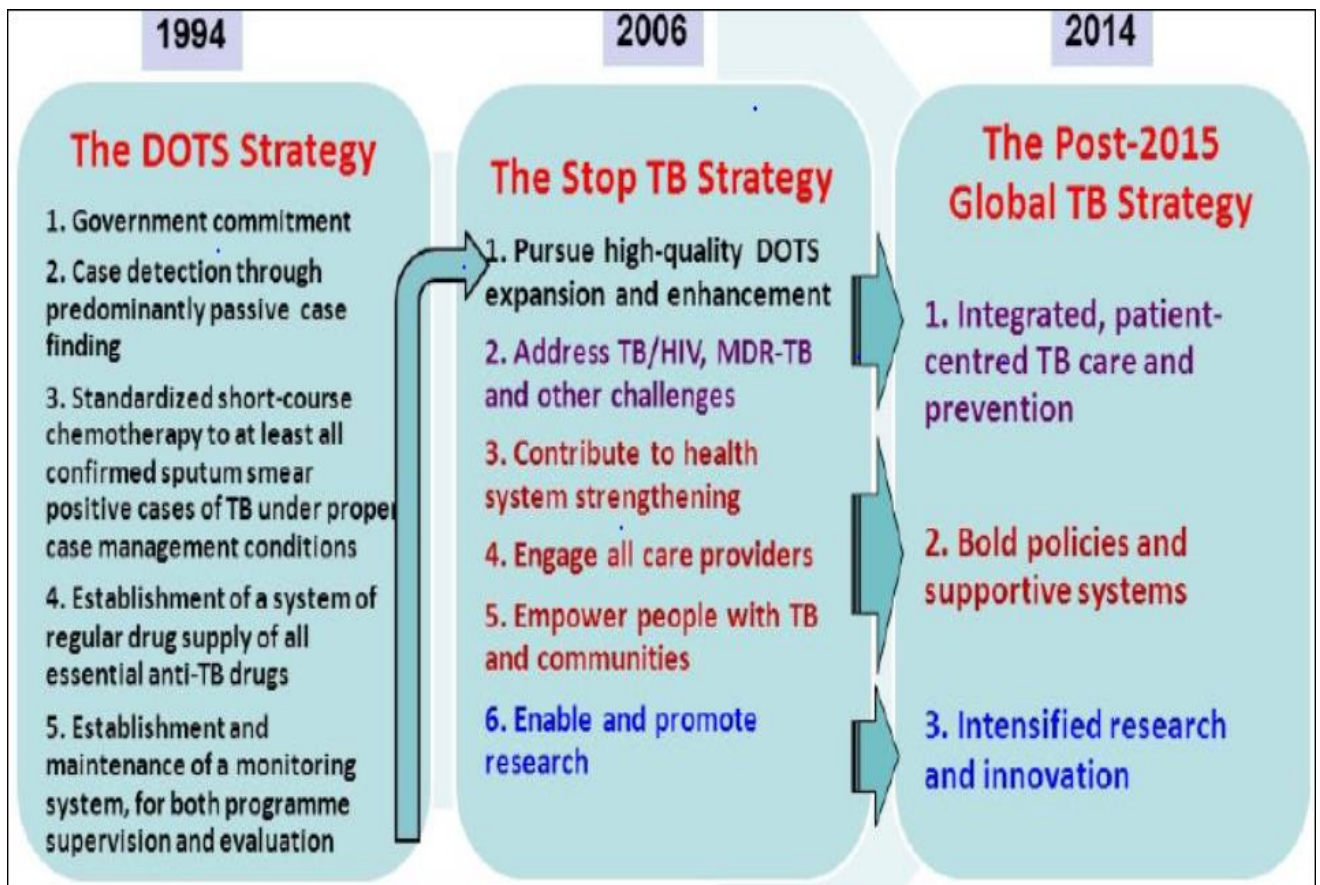 1994
The DOTS Strategy
1. Government commitment
2. Case detection through
predominantly passive case
finding
3. Standardized short-course
chemotherapy to at least all
confirmed sputum smear
positive cases of TB under proper
case management conditions
4. Establishment of a system of
regular drug supply of all
essential anti-TB drugs
5. Establishment and
maintenance of a monitoring
system, for both programme
supervision and evaluation
2006
The Stop TB Strategy
1. Pursue high-quality DOTS
expansion and enhancement
2. Address TB/HIV, MDR-TB
and other challenges
3. Contribute to health
system strengthening
4. Engage all care providers
5. Empower people with TB
and communities
6. Enable and promote
research
2014
The Post-2015
Global TB Strategy
1. Integrated, patient-
centred TB care and
prevention
2. Bold policies and
supportive systems
3. Intensified research
and innovation